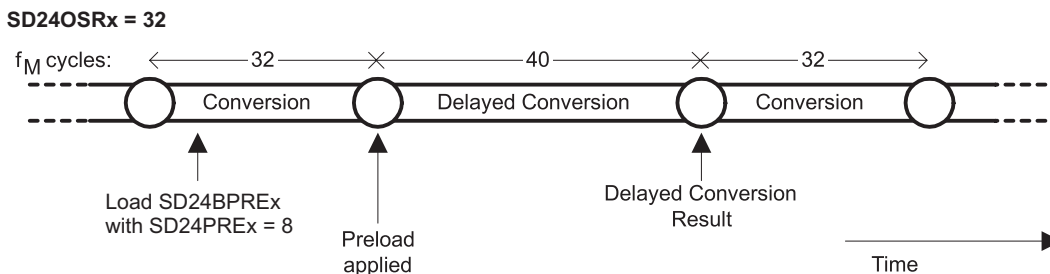 SD24OSRx = 32
fM cycles: 32 40 32
Conversion Delayed Conversion Conversion
Load SD24BPREx
with SD24PREx = 8
Preload
applied
Delayed Conversion
Result
Time